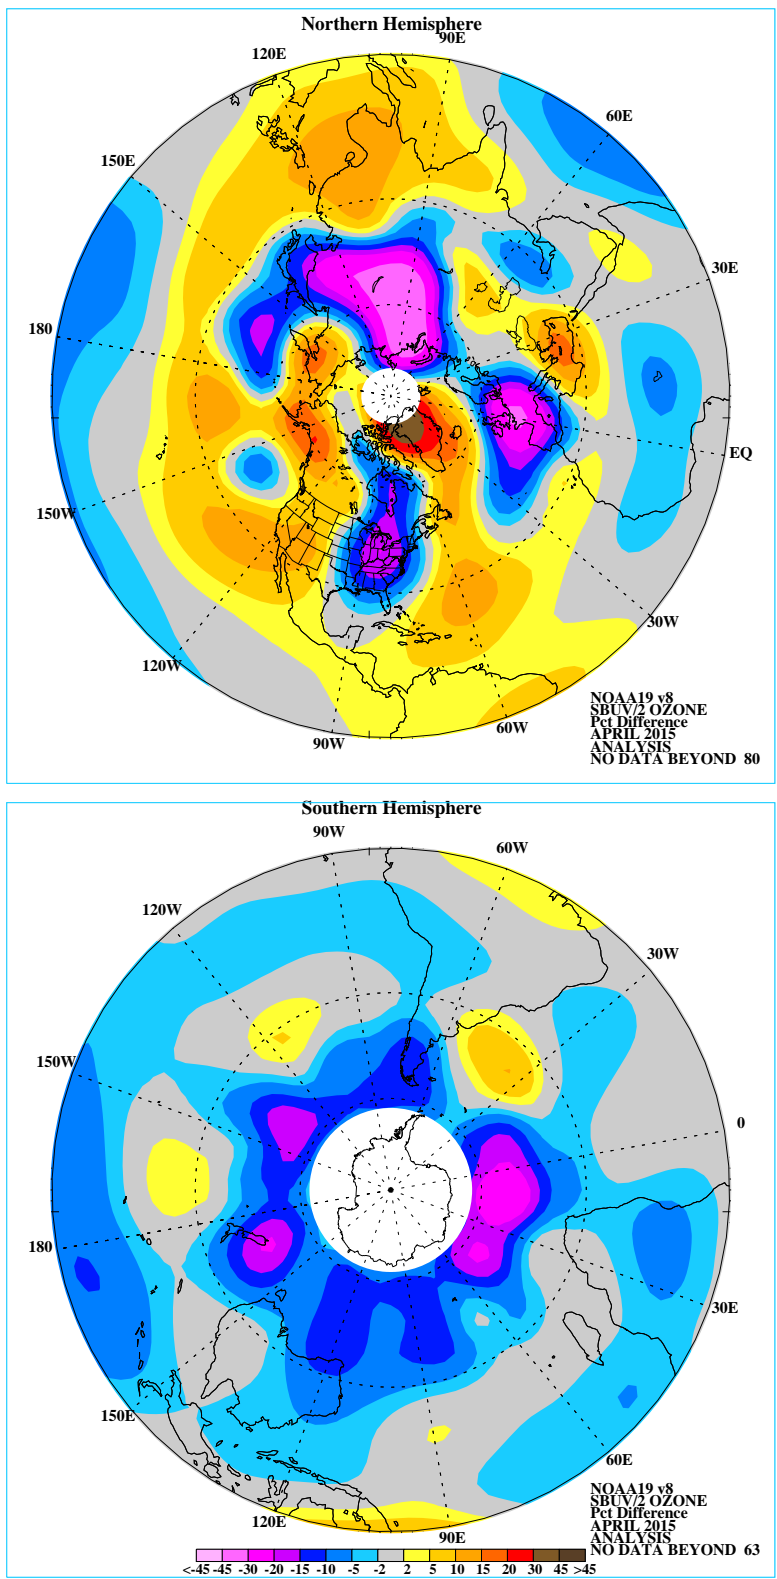 Northern Hemisphere
90E
120E
60E
150E
30E
180
EQ
150W
30W
120W
60W
90W
NOAA19 v8
SBUV/2 OZONE
Pct Difference
APRIL 2015
ANALYSIS
NO DATA BEYOND 80
Southern Hemisphere
90W
60W
120W
30W
150W
0
180
30E
150E
60E
120E
90E
NOAA19 v8
SBUV/2 OZONE
Pct Difference
APRIL 2015
ANALYSIS
NO DATA BEYOND 63
<-45 -45 -30 -20 -15 -10 -5 -2 2 5 10 15 20 30 45 >45